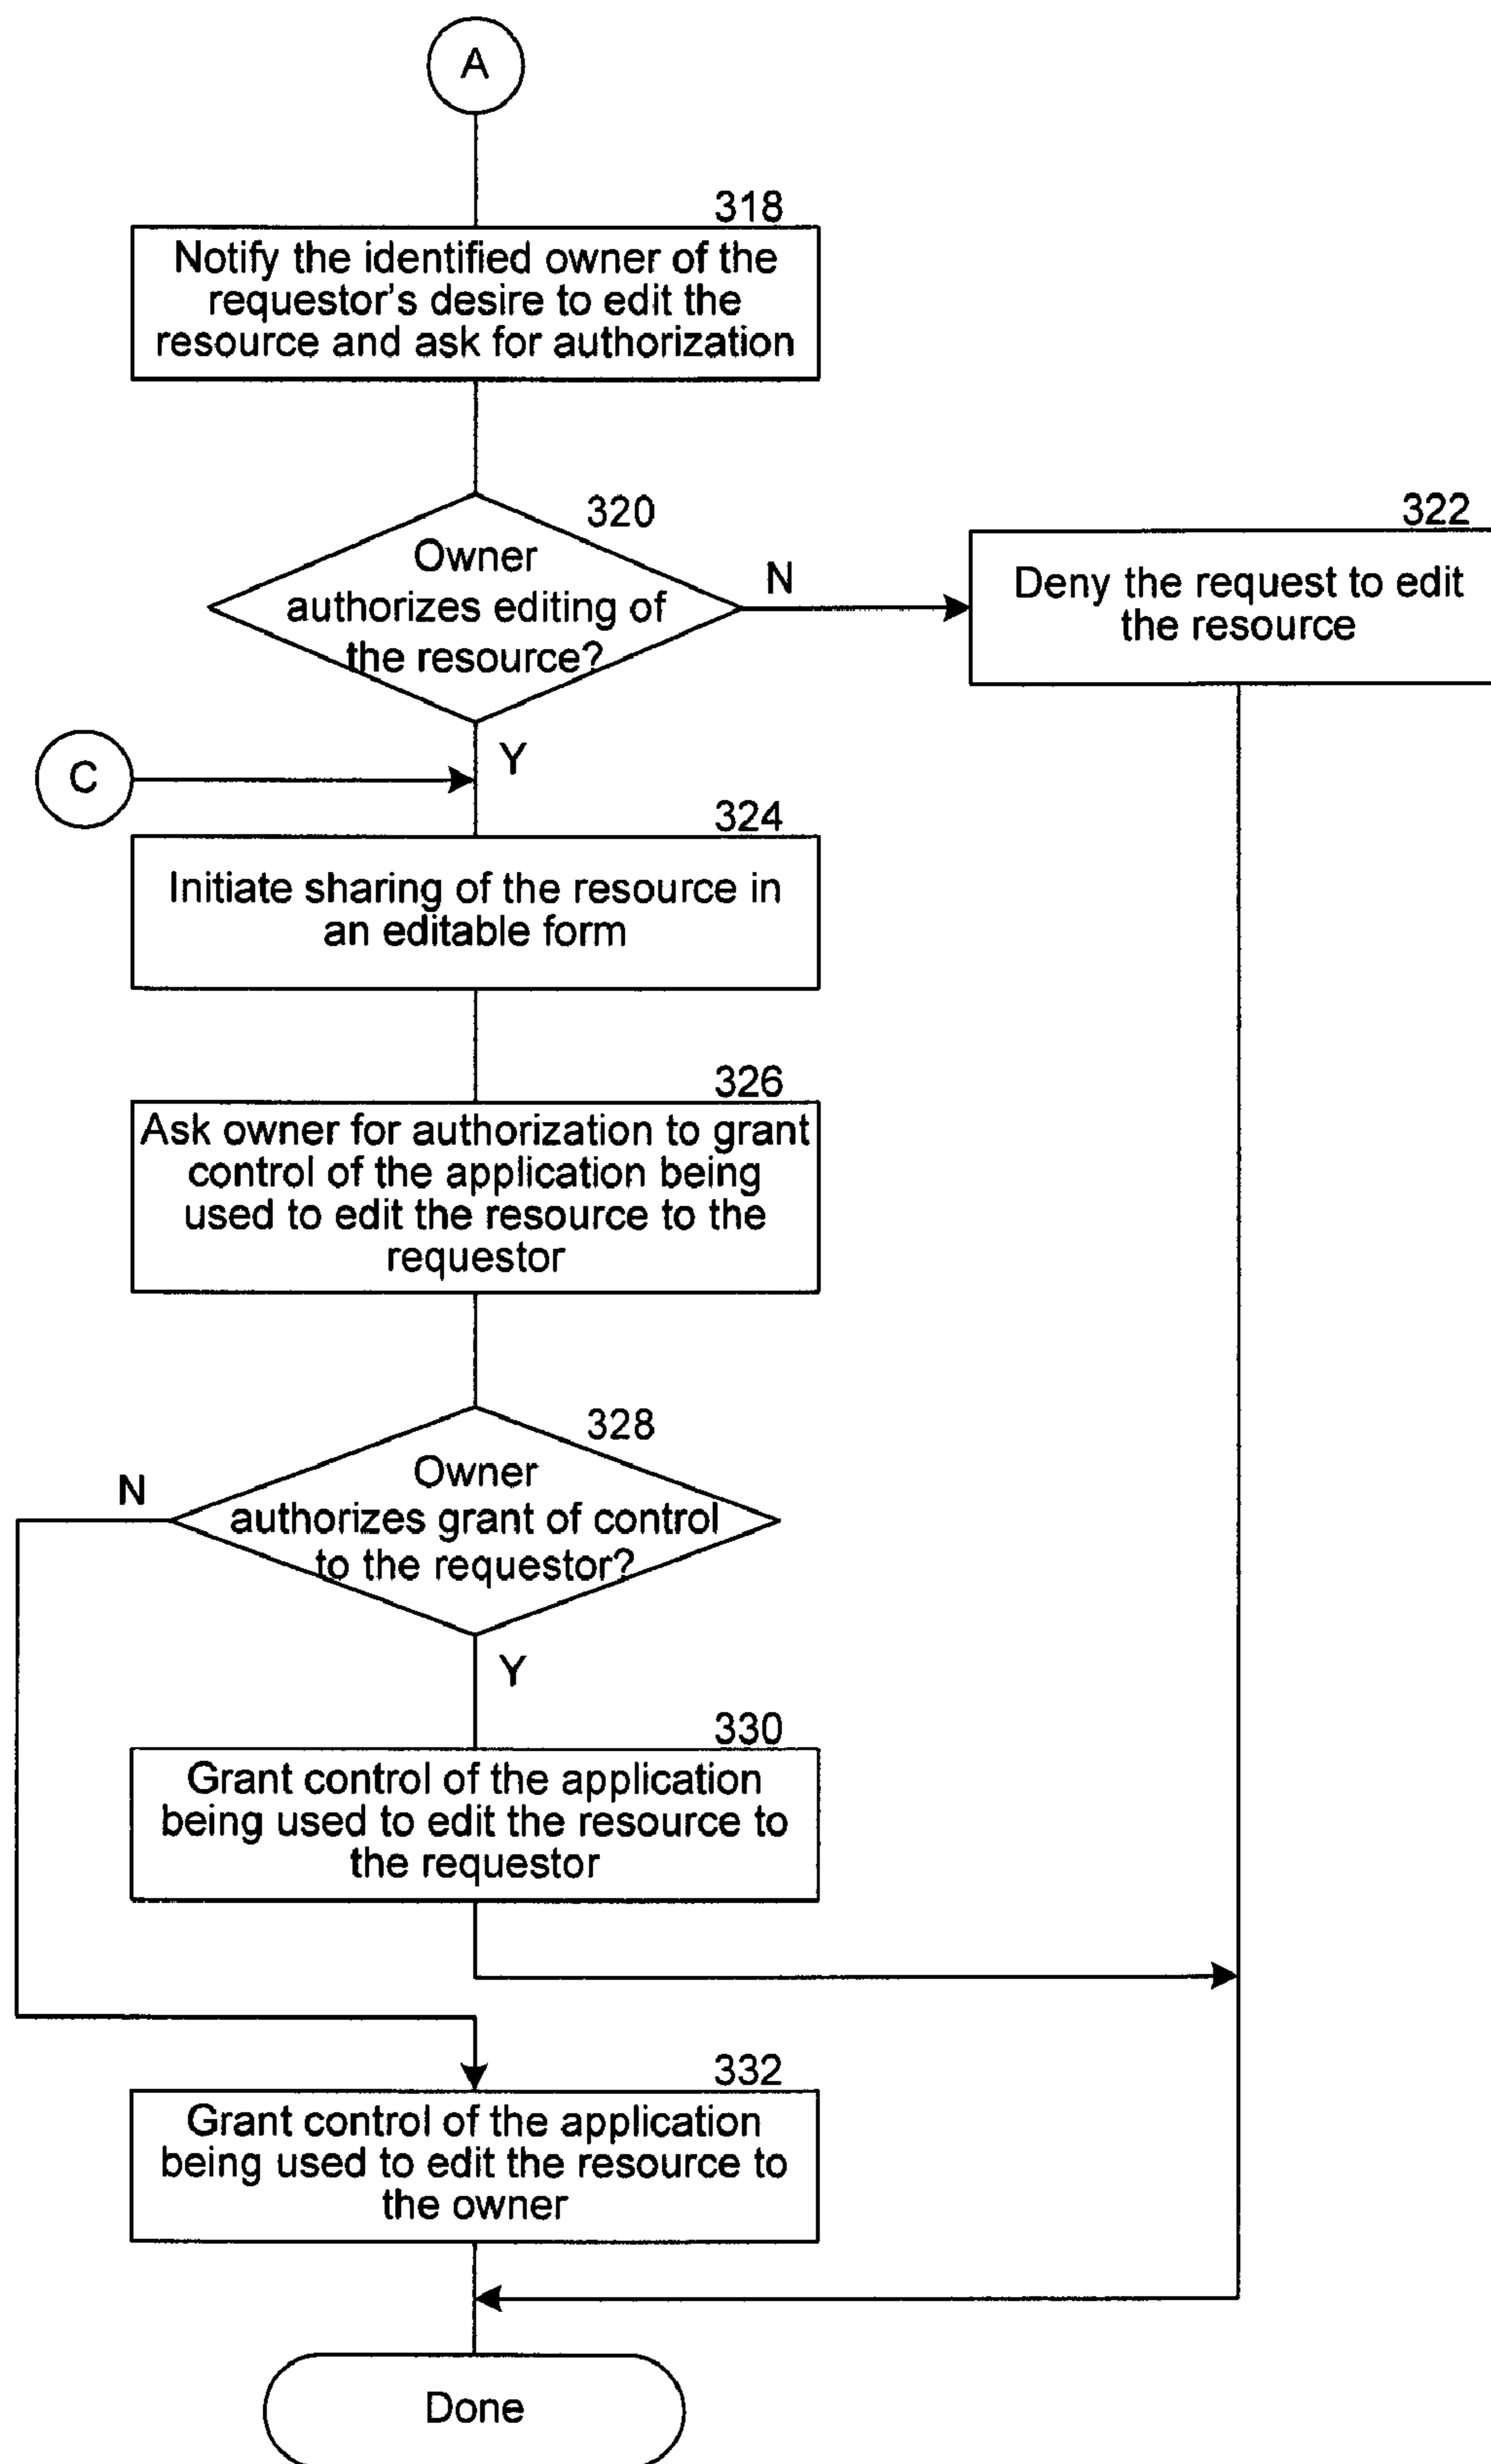 A
318
Notify the identified owner of the
requestor's desire to edit the
resource and ask for authorization
320
Owner
authorizes editing of
the resource?
N
322
Deny the request to edit
the resource
Y
C
324
Initiate sharing of the resource in
an editable form
326
Ask owner for authorization to grant
control of the application being
used to edit the resource to the
requestor
328
Owner
authorizes grant of control
to the requestor?
N
Y
330
Grant control of the application
being used to edit the resource to
the requestor
332
Grant control of the application
being used to edit the resource to
the owner
Done